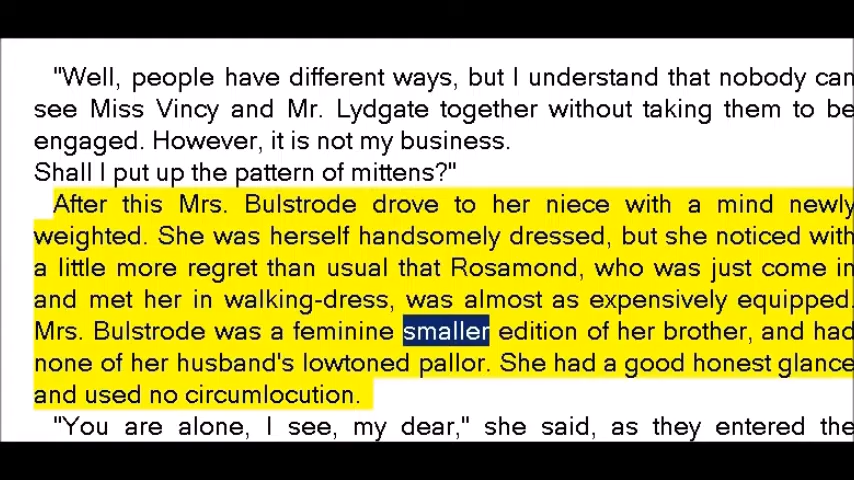 "Well, people have different ways, but I understand that nobody can
see Miss Vincy and Mr. Lydgate together without taking them to be
engaged. However, it is not my business.
Shall I put up the pattern of mittens?"
After this Mrs. Bulstrode drove to her niece with a mind newly
weighted. She was herself handsomely dressed, but she noticed with
a little more regret than usual that Rosamond, who was just come in
and met her in walking-dress, was almost as expensively equipped.
Mrs. Bulstrode was a feminine smaller edition of her brother, and had
none of her husband's lowtoned pallor. She had a good honest glance
and used no circumlocution.
"You are alone, I see, my dear," she said, as they entered the